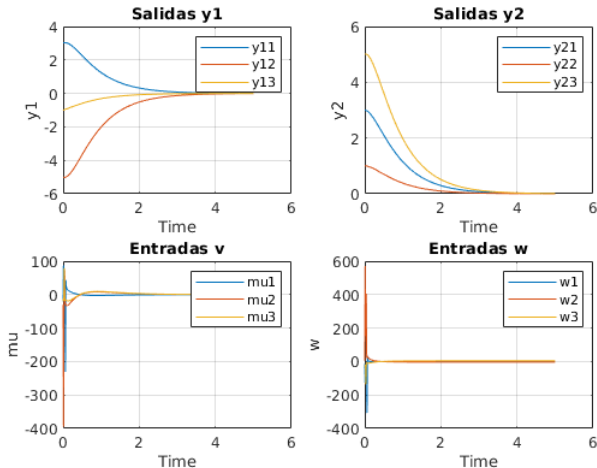 Salidas y1
4
2
0
-2
-4
-6
y1
y11
y12
y13
0
2
4
6
Time
Salidas y2
6
4
2
0
y2
y21
y22
y23
0
2
4
6
Time
Entradas v
100
0
-100
-200
-300
-400
mu
mu1
mu2
mu3
0
2
4
6
Time
Entradas w
600
400
200
0
-200
-400
w
w1
w2
w3
0
2
4
6
Time